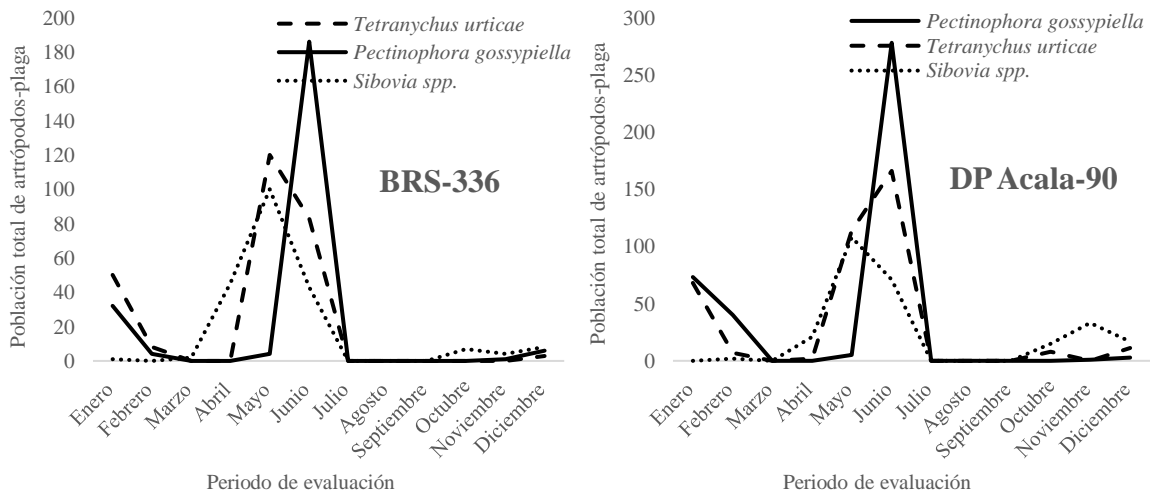 Población total de artrópodos-plaga
200
180
160
140
120
100
80
60
40
20
0
Tetranychus urticae
Pectinophora gossypiella
Sibovia spp.
BRS-336
Enero
Febrero
Marzo
Abril
Mayo
Junio
Julio
Agosto
Septiembre
Octubre
Noviembre
Diciembre
Periodo de evaluación
Población total de artrópodos-plaga
300
250
200
150
100
50
0
Pectinophora gossypiella
Tetranychus urticae
Sibovia spp.
DP Acala-90
Enero
Febrero
Marzo
Abril
Mayo
Junio
Julio
Agosto
Septiembre
Octubre
Noviembre
Diciembre
Periodo de evaluación